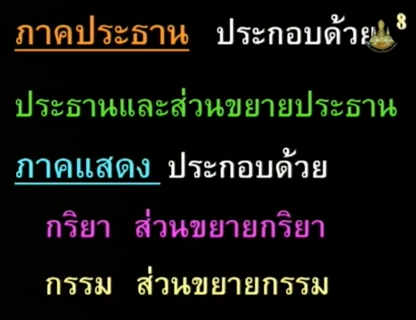 ภาคประธาน ประกอบด้วย 8
ประธานและส่วนขยายประธาน
ภาคแสดง ประกอบด้วย
กริยา ส่วนขยายกริยา
กรรม ส่วนขยายกรรม